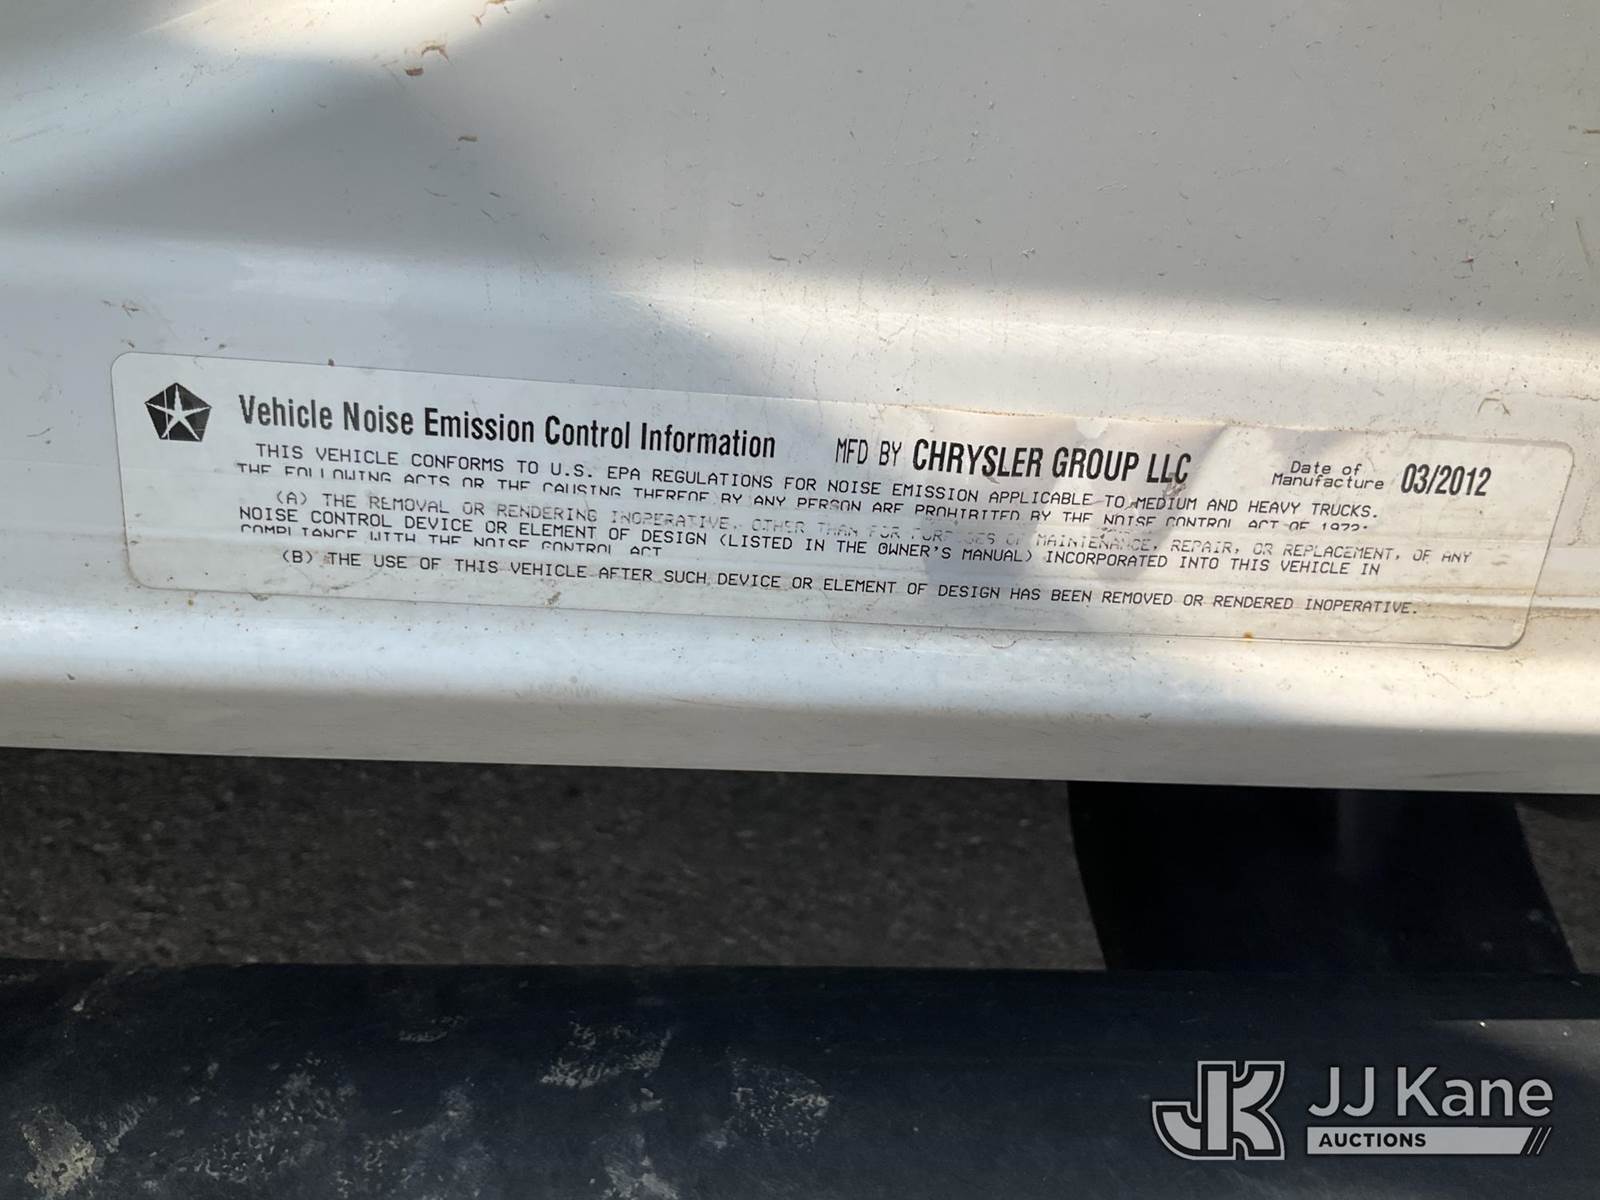 Vehicle Noise Emission Control Information MFD BY CHRYSLER GROUP LLC Date of Manufacture 03/2012
THIS VEHICLE CONFORMS TO U.S. EPA REGULATIONS FOR NOISE EMISSION APPLICABLE TO MEDIUM AND HEAVY TRUCKS.
THE FOLLOWING ACTS OR THE CAUSING THEREOF BY ANY PERSON ARE PROHIBITED BY THE NOISE CONTROL ACT OF 1972:
(A) THE REMOVAL OR RENDERING INOPERATIVE, OTHER THAN FOR PURPOSES OF MAINTENANCE, REPAIR, OR REPLACEMENT, OF ANY
NOISE CONTROL DEVICE OR ELEMENT OF DESIGN (LISTED IN THE OWNER'S MANUAL) INCORPORATED INTO THIS VEHICLE IN
COMPLIANCE WITH THE NOISE CONTROL ACT
(B) THE USE OF THIS VEHICLE AFTER SUCH DEVICE OR ELEMENT OF DESIGN HAS BEEN REMOVED OR RENDERED INOPERATIVE.
JK JJ Kane
AUCTIONS